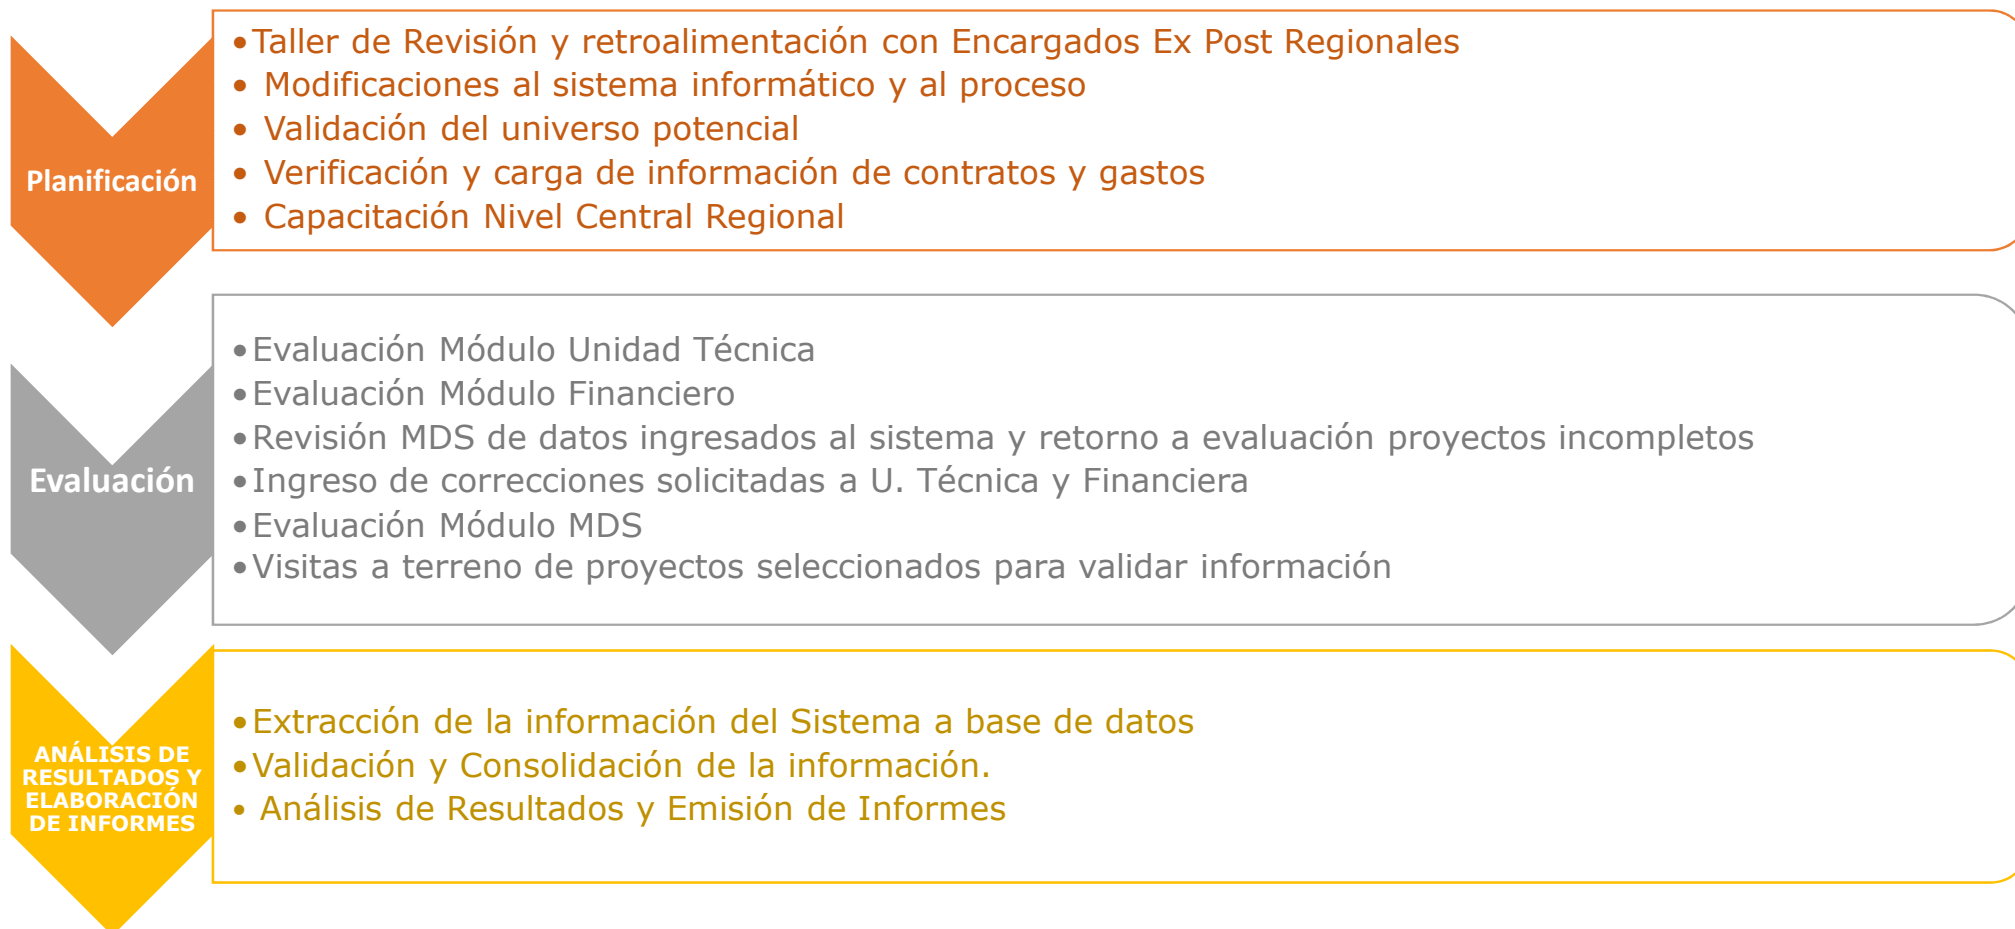 Planificación
•Taller de Revisión y retroalimentación con Encargados Ex Post Regionales
• Modificaciones al sistema informático y al proceso
• Validación del universo potencial
• Verificación y carga de información de contratos y gastos
• Capacitación Nivel Central Regional
Evaluación
•Evaluación Módulo Unidad Técnica
•Evaluación Módulo Financiero
•Revisión MDS de datos ingresados al sistema y retorno a evaluación proyectos incompletos
•Ingreso de correcciones solicitadas a U. Técnica y Financiera
•Evaluación Módulo MDS
•Visitas a terreno de proyectos seleccionados para validar información
ANÁLISIS DE
RESULTADOS Y
ELABORACIÓN
DE INFORMES
•Extracción de la información del Sistema a base de datos
•Validación y Consolidación de la información.
• Análisis de Resultados y Emisión de Informes